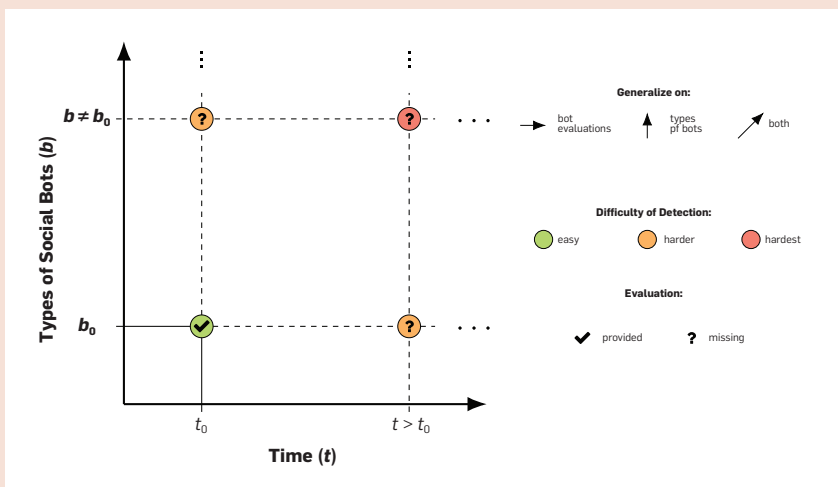 Types of Social Bots (b)
b ≠ b₀
b₀
?
?
?
t₀
t > t₀
Time (t)
Generalize on:
bot
evaluations
types
pf bots
both
Difficulty of Detection:
easy
harder
hardest
Evaluation:
provided
? missing